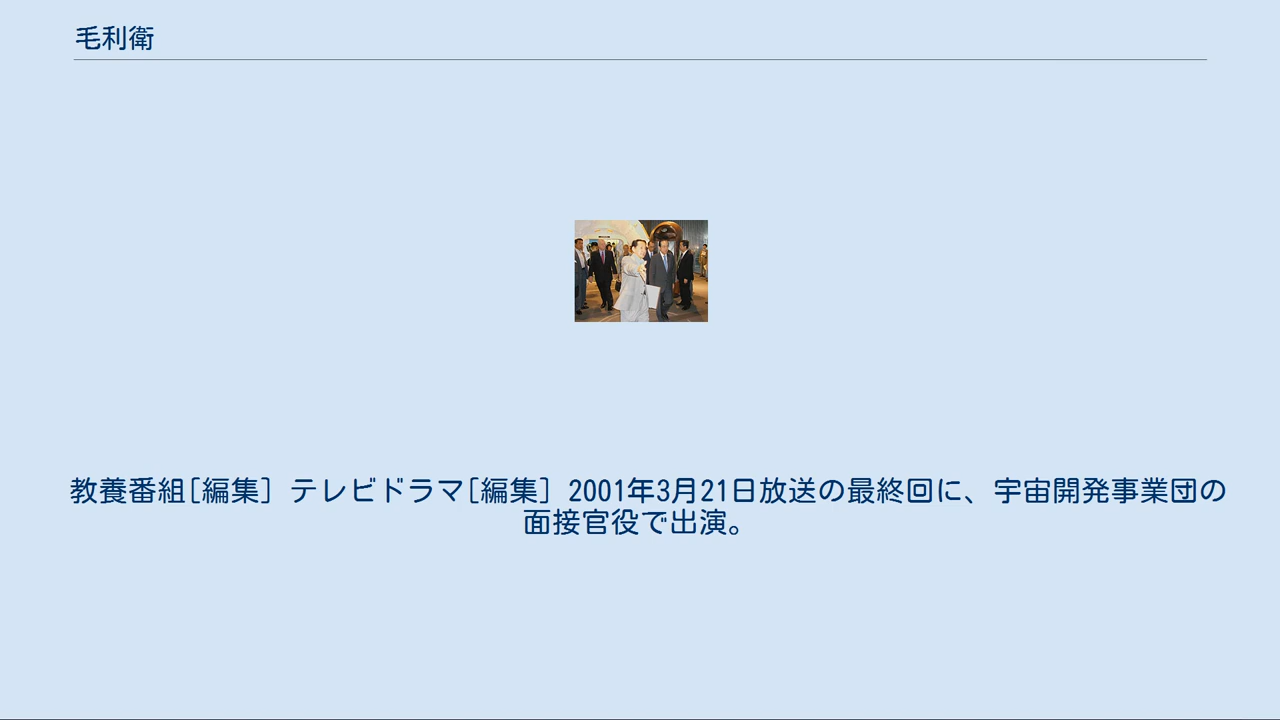 毛利衛
教養番組[編集] テレビドラマ[編集] 2001年3月21日放送の最終回に、宇宙開発事業団の
面接官役で出演。